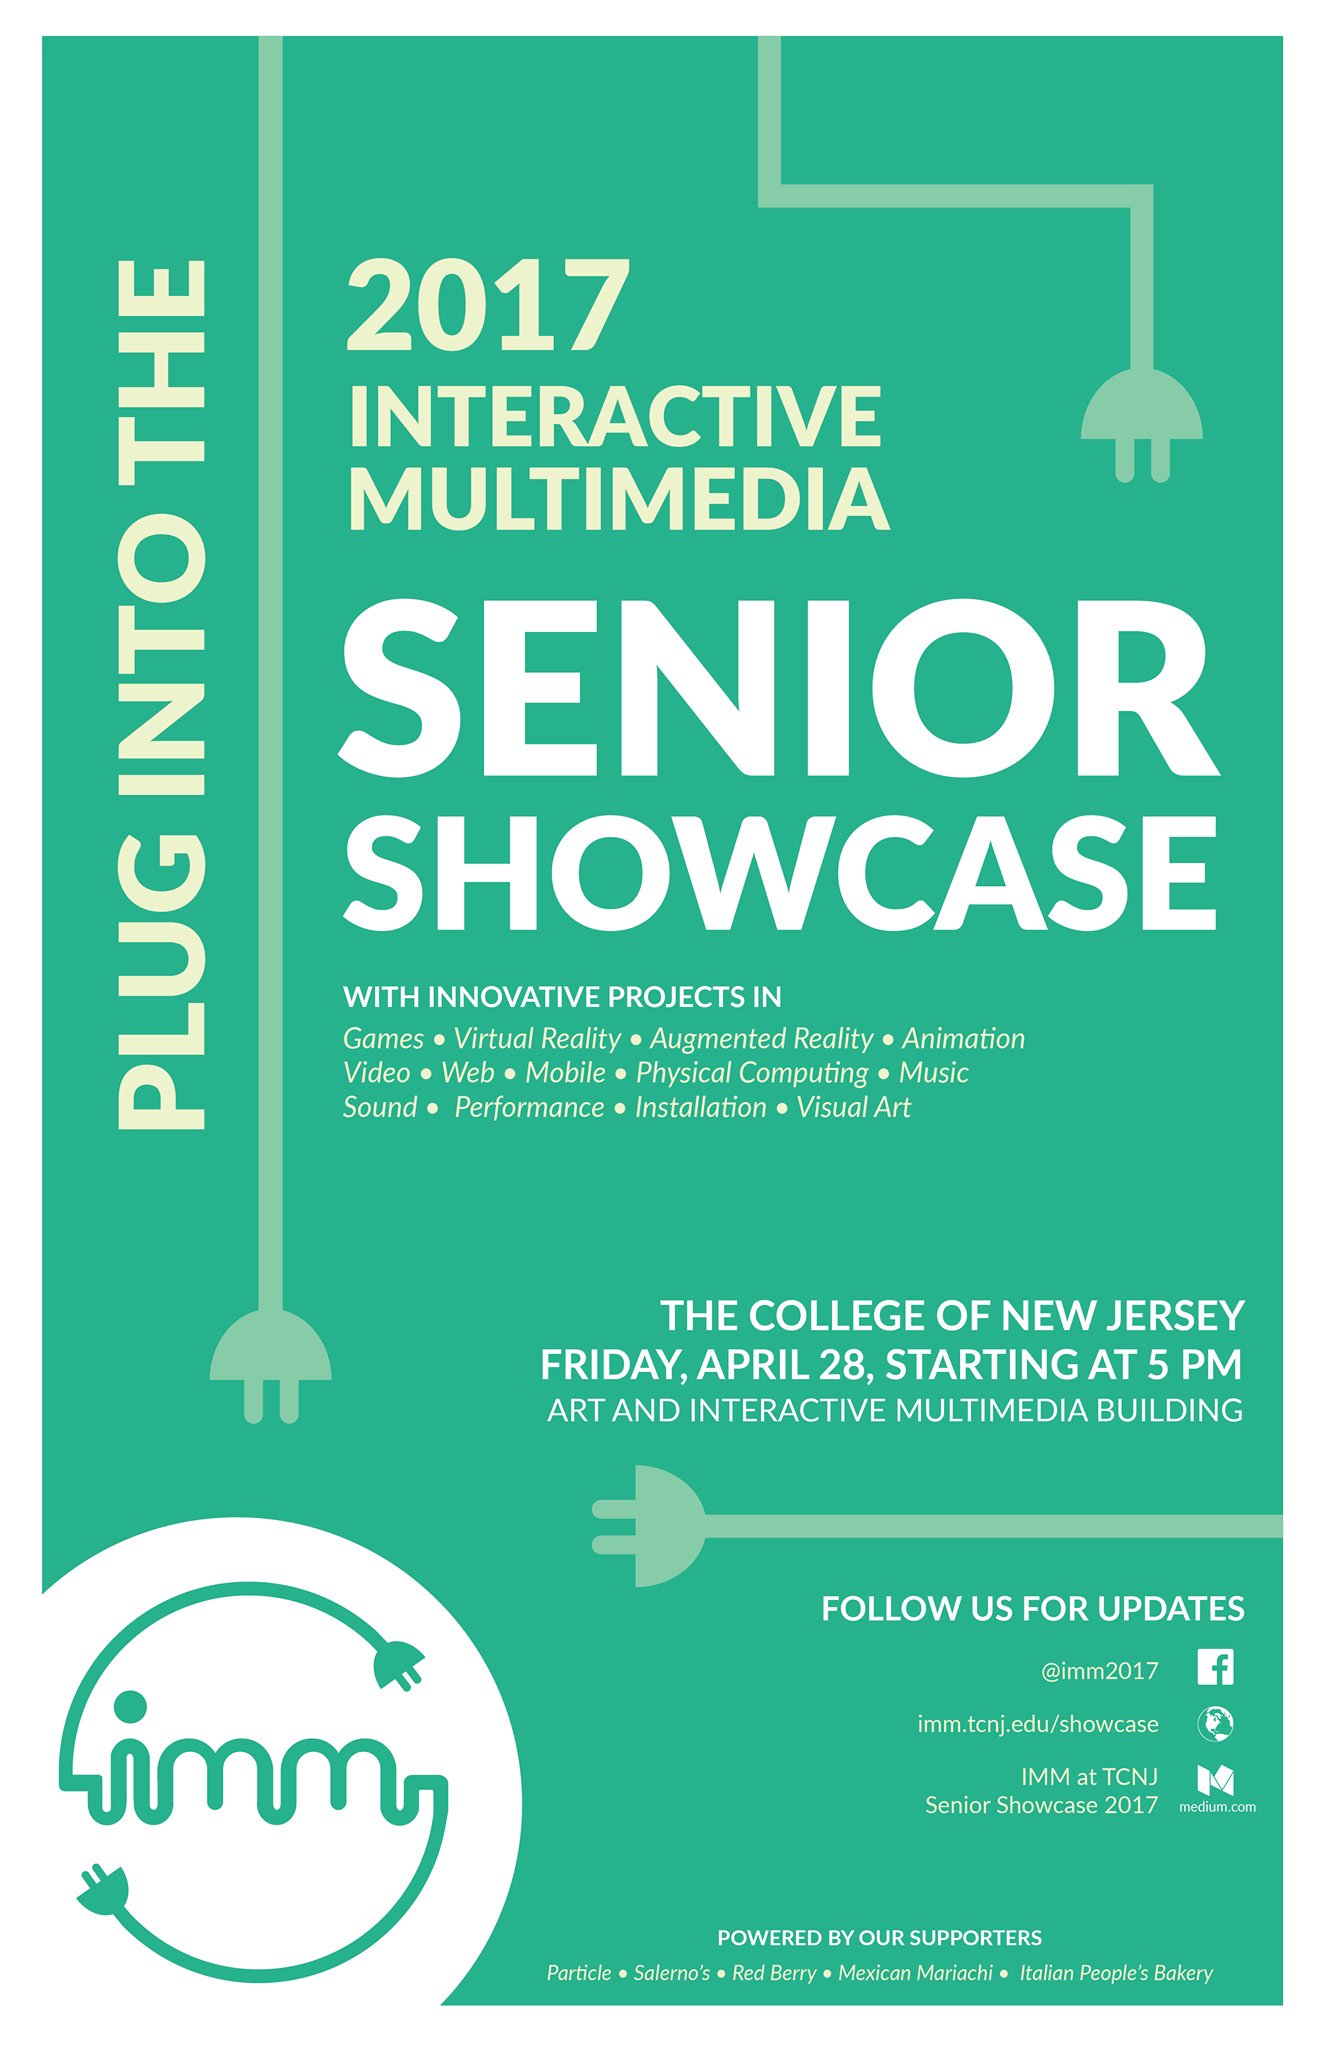 PLUG INTO THE
2017
INTERACTIVE
MULTIMEDIA
SENIOR
SHOWCASE
WITH INNOVATIVE PROJECTS IN
Games • Virtual Reality • Augmented Reality • Animation
Video • Web • Mobile • Physical Computing • Music
Sound • Performance • Installation • Visual Art
THE COLLEGE OF NEW JERSEY
FRIDAY, APRIL 28, STARTING AT 5 PM
ART AND INTERACTIVE MULTIMEDIA BUILDING
imm
FOLLOW US FOR UPDATES
@imm2017
imm.tcnj.edu/showcase
IMM at TCNJ
Senior Showcase 2017
medium.com
POWERED BY OUR SUPPORTERS
Particle • Salerno's • Red Berry • Mexican Mariachi • Italian People's Bakery